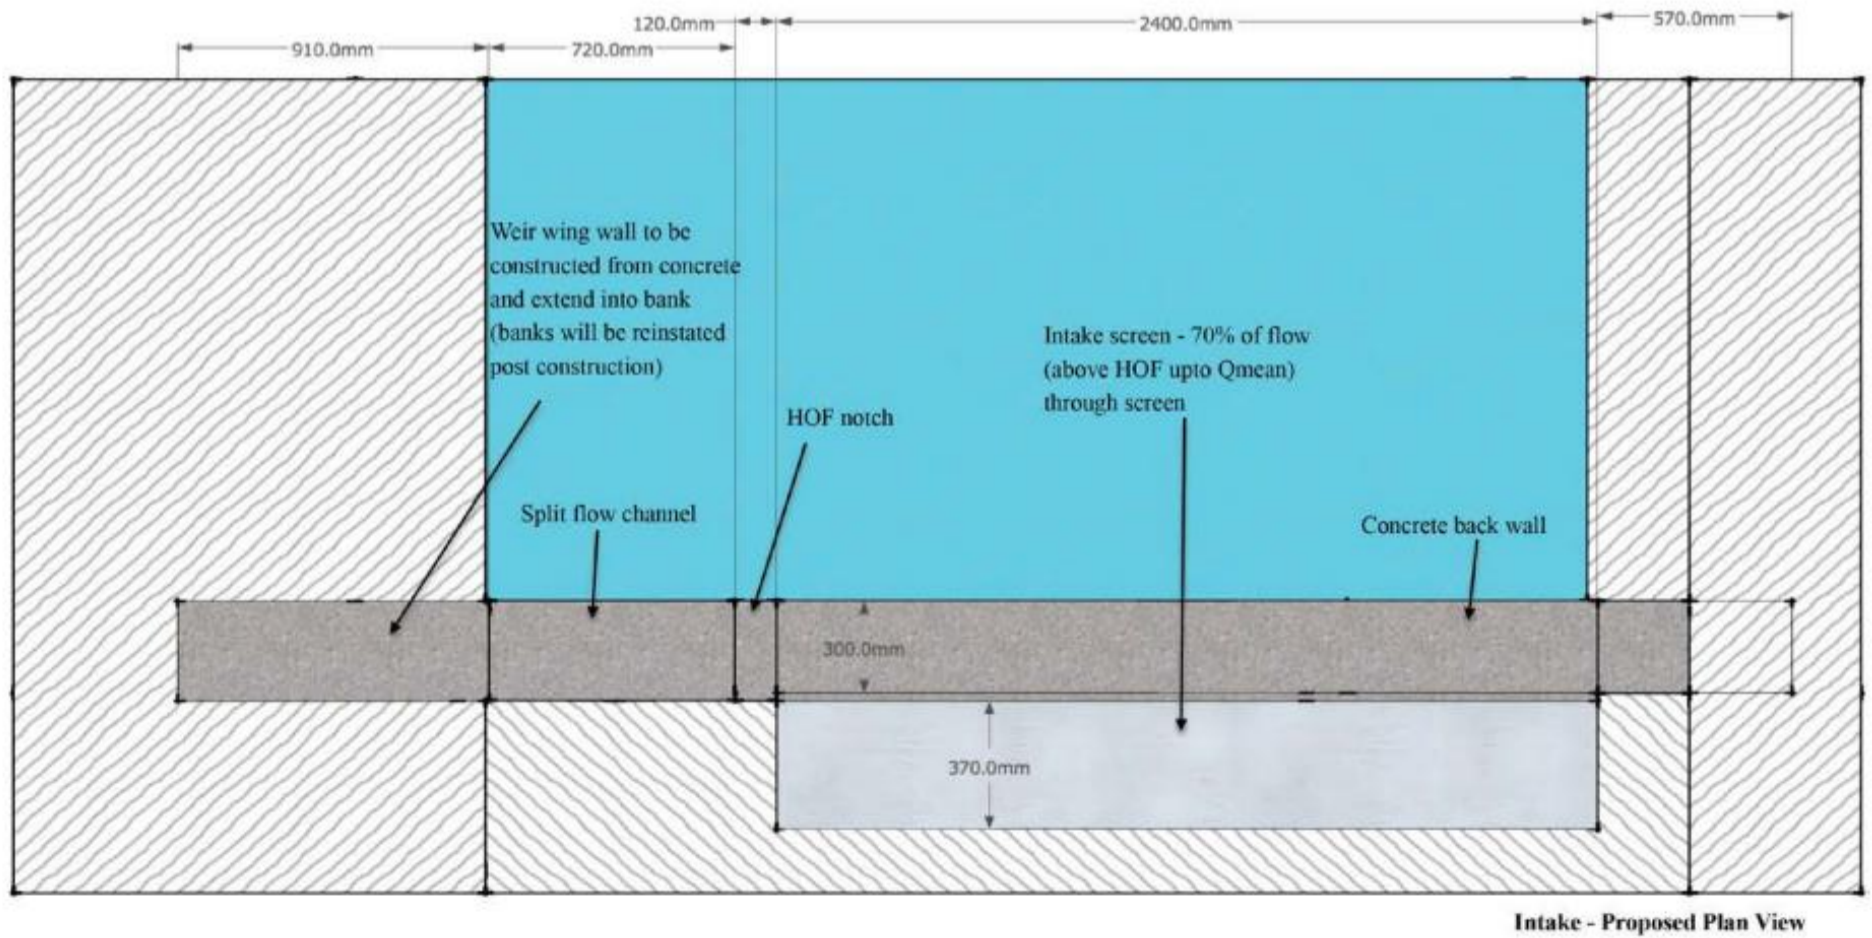 120.0mm
2400.0mm
570.0mm
910.0mm
720.0mm
Weir wing wall to be
constructed from concrete
and extend into bank
(banks will be reinstated
post construction)
Intake screen - 70% of flow
(above HOF upto Qmean)
through screen
HOF notch
Split flow channel
Concrete back wall
300.0mm
370.0mm
Intake - Proposed Plan View